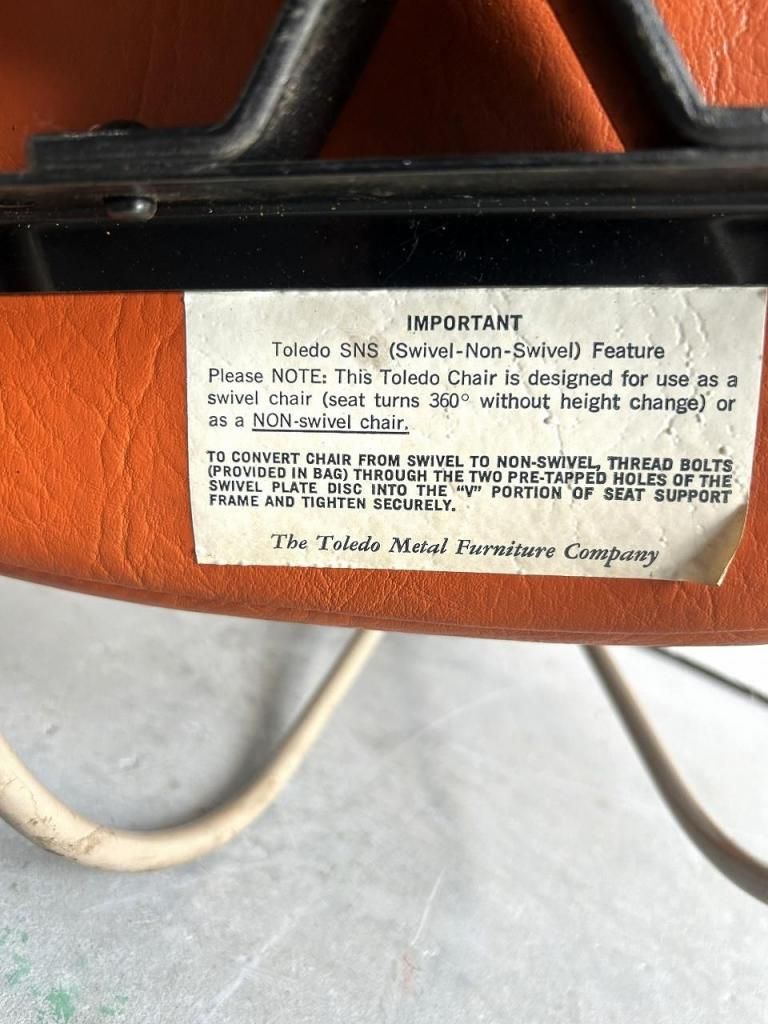 IMPORTANT
Toledo SNS (Swivel-Non-Swivel) Feature
Please NOTE: This Toledo Chair is designed for use as a
swivel chair (seat turns 360° without height change) or
as a NON-swivel chair.
TO CONVERT CHAIR FROM SWIVEL TO NON-SWIVEL, THREAD BOLTS
(PROVIDED IN BAG) THROUGH THE TWO PRE-TAPPED HOLES OF THE
SWIVEL PLATE DISC INTO THE "V" PORTION OF SEAT SUPPORT
FRAME AND TIGHTEN SECURELY.
The Toledo Metal Furniture Company